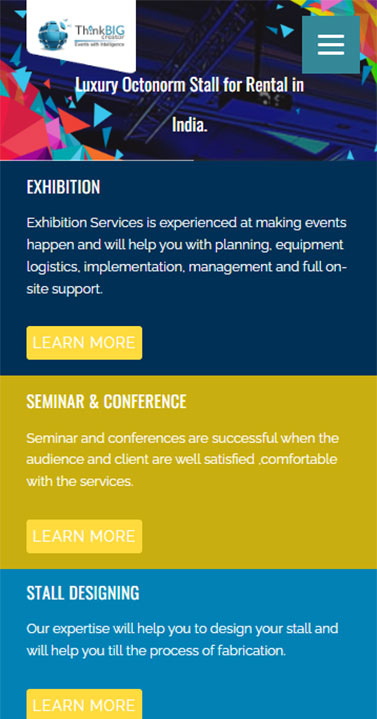 ThinkBIG
creator
Events with Intelligence
Luxury Octonorm Stall for Rental in
India.
EXHIBITION
Exhibition Services is experienced at making events
happen and will help you with planning, equipment
logistics, implementation, management and full on-
site support.
LEARN MORE
SEMINAR & CONFERENCE
Seminar and conferences are successful when the
audience and client are well satisfied ,comfortable
with the services.
LEARN MORE
STALL DESIGNING
Our expertise will help you to design your stall and
will help you till the process of fabrication.
LEARN MORE